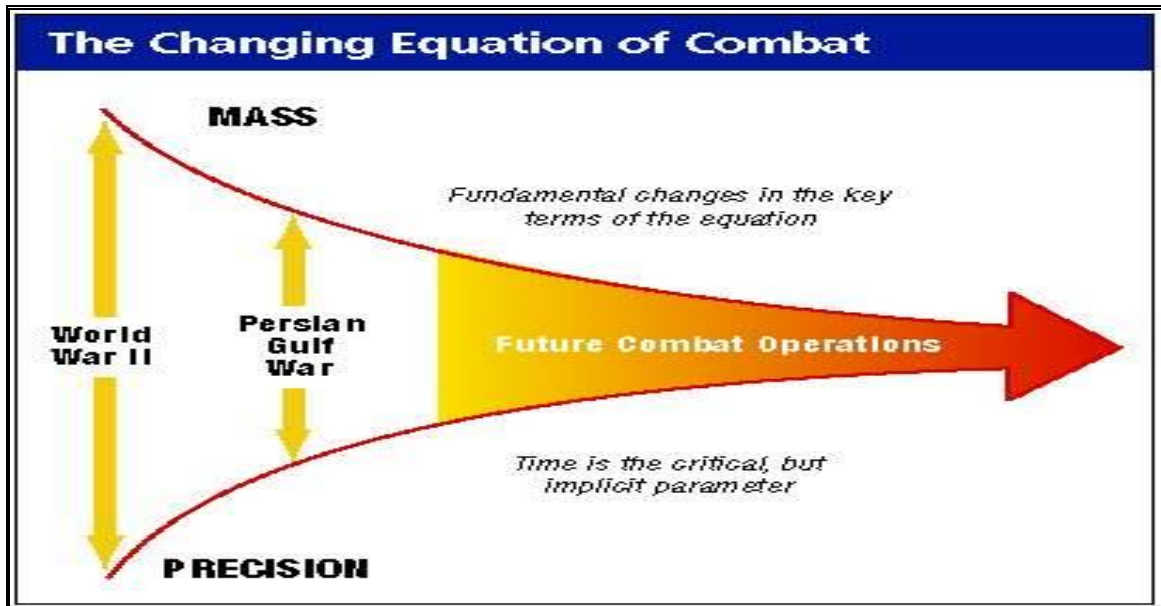 The Changing Equation of Combat
MASS
Fundamental changes in the key
terms of the equation
World
War II
Persian
Gulf
War
Future Combat Operations
Time is the critical, but
implicit parameter
PRECISION